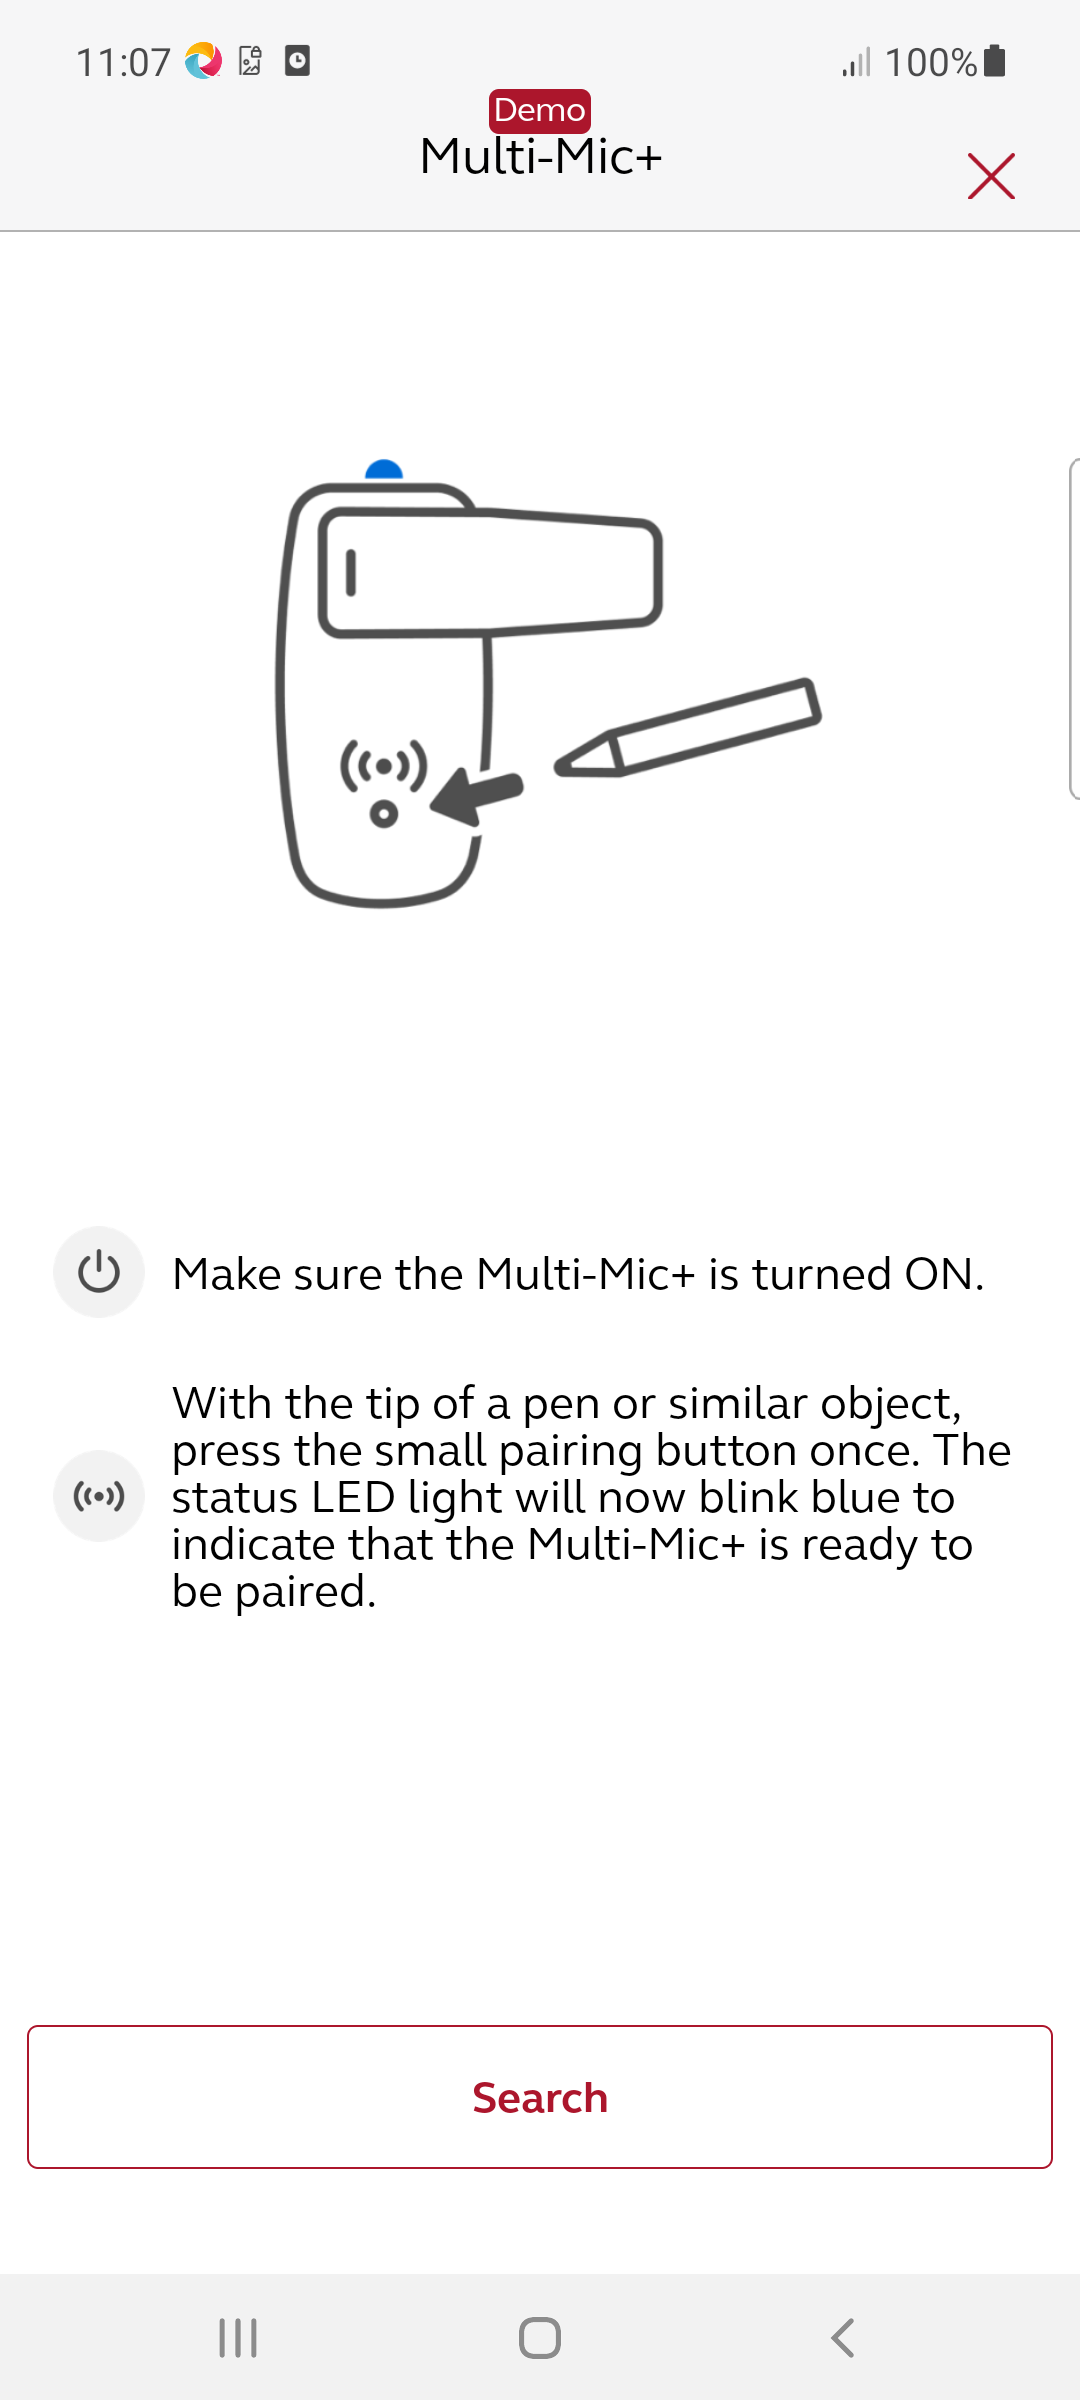 11:07
100%
Demo
Multi-Mic+
Make sure the Multi-Mic+ is turned ON.
With the tip of a pen or similar object,
press the small pairing button once. The
status LED light will now blink blue to
indicate that the Multi-Mic+ is ready to
be paired.
Search